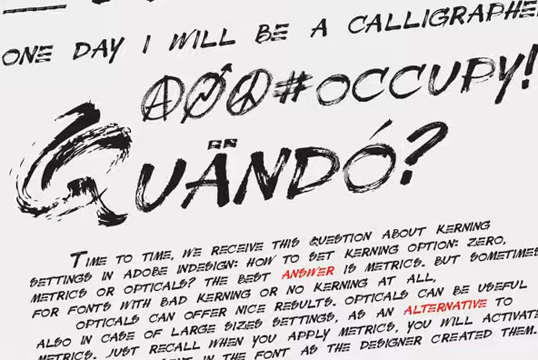 ONE DAY I WILL BE A CALLIGRAPHE
#OCCUPY!
QUÄNDÓ?
TIME TO TIME, WE RECEIVE THIS QUESTION ABOUT KERNING
SETTINGS IN ADOBE INDESIGN: HOW TO SET KERNING OPTION: ZERO,
METRICS OR OPTICALS? THE BEST ANSWER IS METRICS. BUT SOMETIMES
FOR FONTS WITH BAD KERNING OR NO KERNING AT ALL,
OPTICALS CAN OFFER NICE RESULTS. OPTICALS CAN BE USEFUL
ALSO IN CASE OF LARGE SIZES SETTINGS, AS AN ALTERNATIVE TO
METRICS. JUST RECALL WHEN YOU APPLY METRICS, YOU WILL ACTIVATE
IN THE FONT AS THE DESIGNER CREATED THEM.